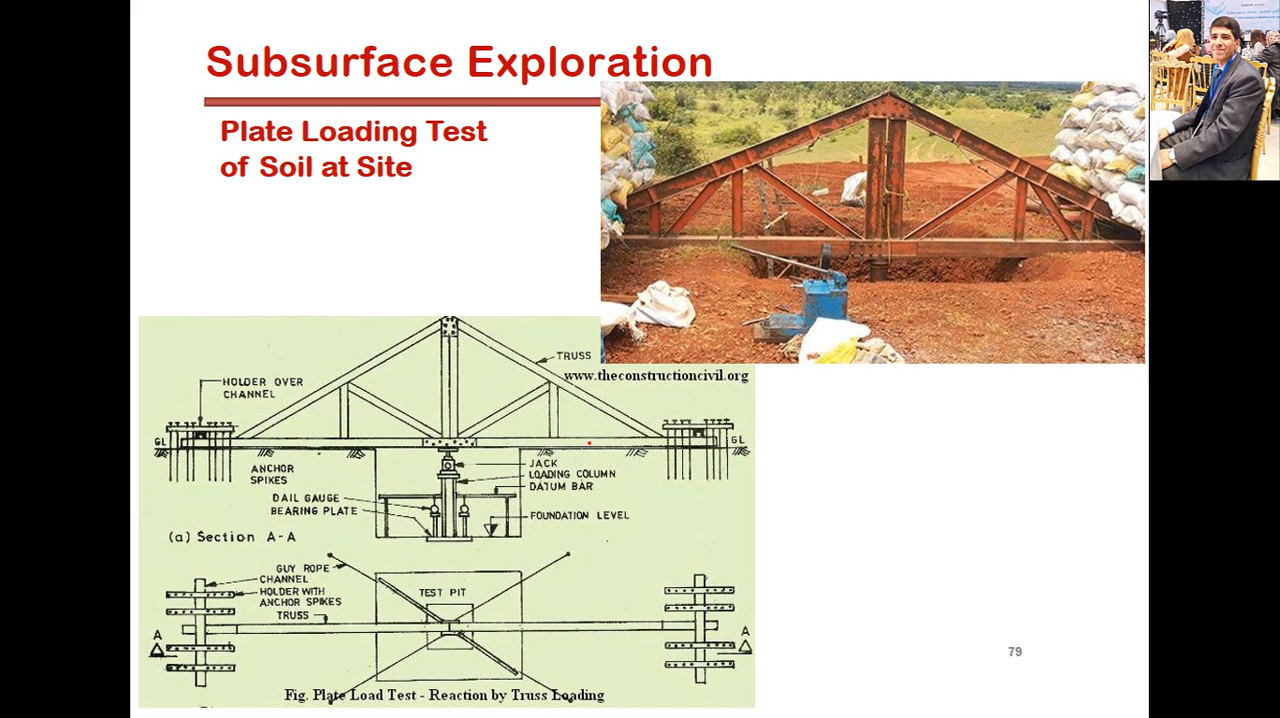 Subsurface Exploration
Plate Loading Test
of Soil at Site
TRUSS
www.theconstructioncivil.org
HOLDER OVER
CHANNEL
GL
GL
ANCHOR
SPIKES
JACK
LOADING COLUMN
DATUM BAR
DAIL GAUGE
BEARING PLATE
FOUNDATION LEVEL
(a) Section A-A
GUY ROPE
CHANNEL
HOLDER WITH
ANCHOR SPIKES
TRUSS
TEST PIT
A
A
Fig. Plate Load Test - Reaction by Truss Loading
79